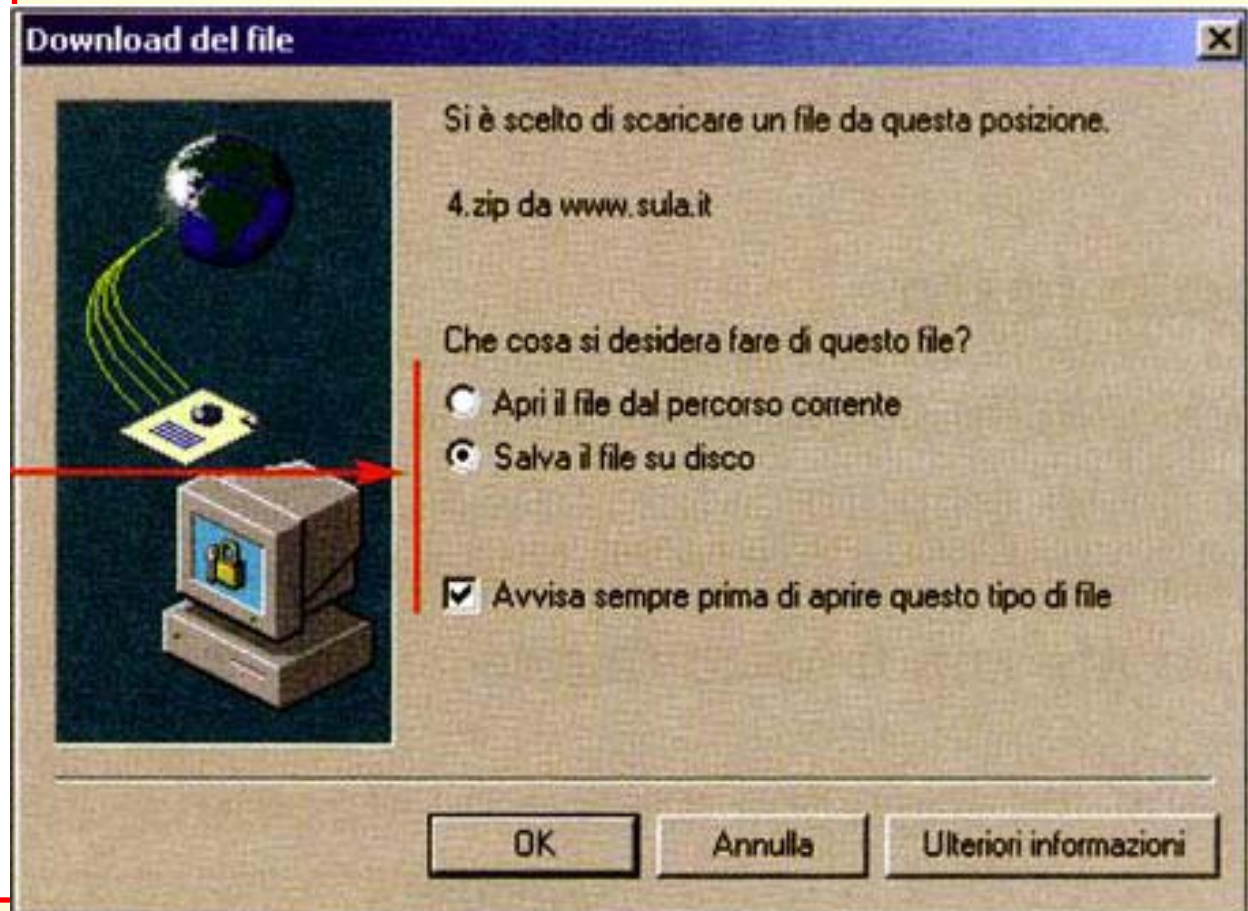 Download del file
Si è scelto di scaricare un file da questa posizione.
4.zip da www.sula.it
Che cosa si desidera fare di questo file?
Apri il file dal percorso corrente
Salva il file su disco
Avvisa sempre prima di aprire questo tipo di file
OK
Annulla
Ulteriori informazioni